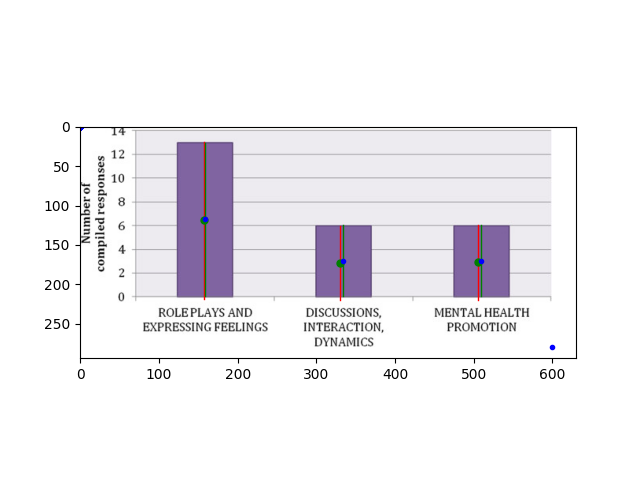 0
50
100
150
200
250
Number of
compiled responses
14
12
10
8
6
4
2
0
ROLE PLAYS AND
EXPRESSING FEELINGS
DISCUSSIONS,
INTERACTION,
DYNAMICS
MENTAL HEALTH
PROMOTION
0
100
200
300
400
500
600